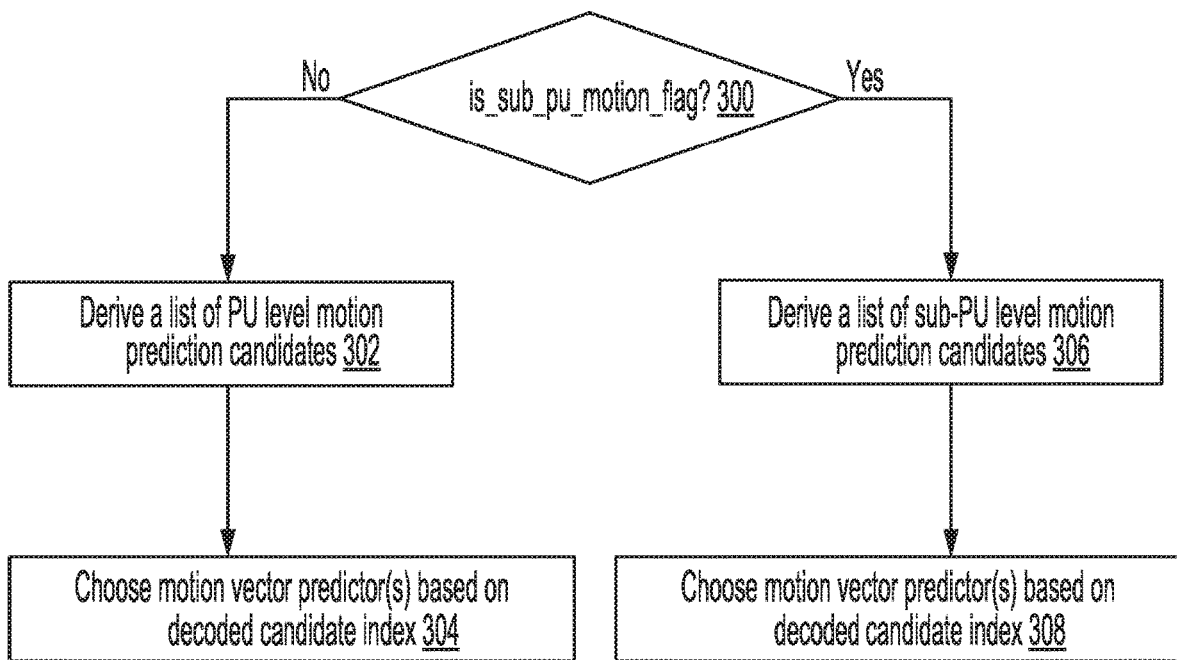 No
is_sub_pu_motion_flag? 300
Yes
Derive a list of PU level motion
prediction candidates 302
Derive a list of sub-PU level motion
prediction candidates 306
Choose motion vector predictor(s) based on
decoded candidate index 304
Choose motion vector predictor(s) based on
decoded candidate index 308